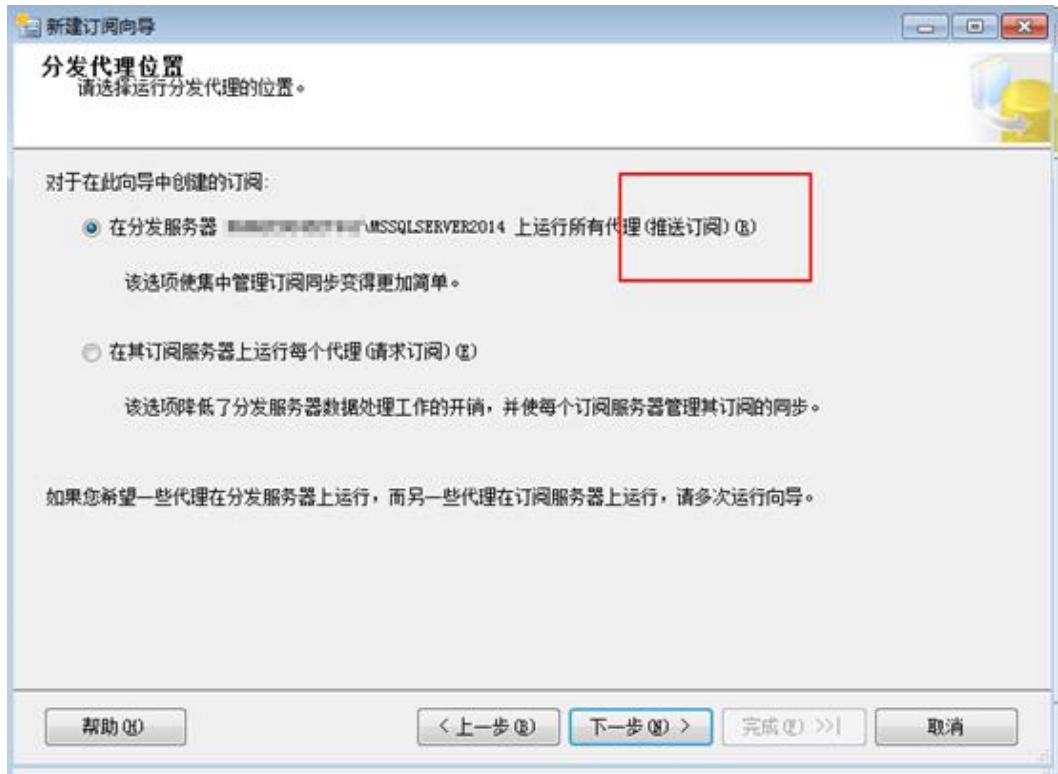 新建订阅向导
分发代理位置
请选择运行分发代理的位置。
对于在此向导中创建的订阅:
在分发服务器 \MSSQLSERVER2014 上运行所有代理(推送订阅)(R)
该选项使集中管理订阅同步变得更加简单。
在其订阅服务器上运行每个代理(请求订阅)(E)
该选项降低了分发服务器数据处理工作的开销，并使每个订阅服务器管理其订阅的同步。
如果您希望一些代理在分发服务器上运行，而另一些代理在订阅服务器上运行，请多次运行向导。
帮助(H) <上一步(B) 下一步(N) > 完成(F) >>| 取消